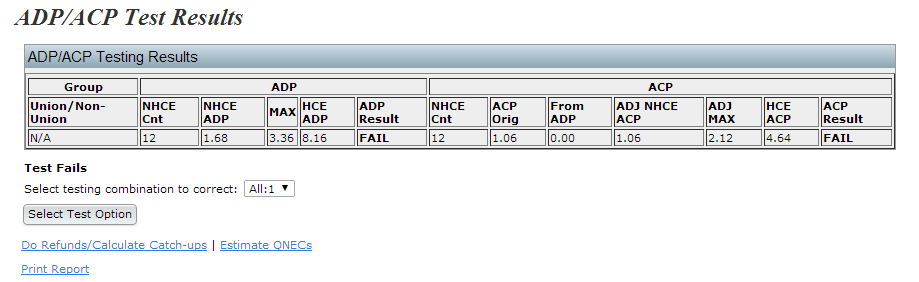 ADP/ACP Test Results
ADP/ACP Testing Results
Group ADP ACP
Union/Non-Union NHCE Cnt NHCE ADP MAX HCE ADP ADP Result NHCE Cnt ACP Orig From ADP ADJ NHCE ACP ADJ MAX HCE ACP ACP Result
N/A 12 1.68 3.36 8.16 FAIL 12 1.06 0.00 1.06 2.12 4.64 FAIL
Test Fails
Select testing combination to correct: All:1
Select Test Option
Do Refunds/Calculate Catch-ups | Estimate QNECs
Print Report